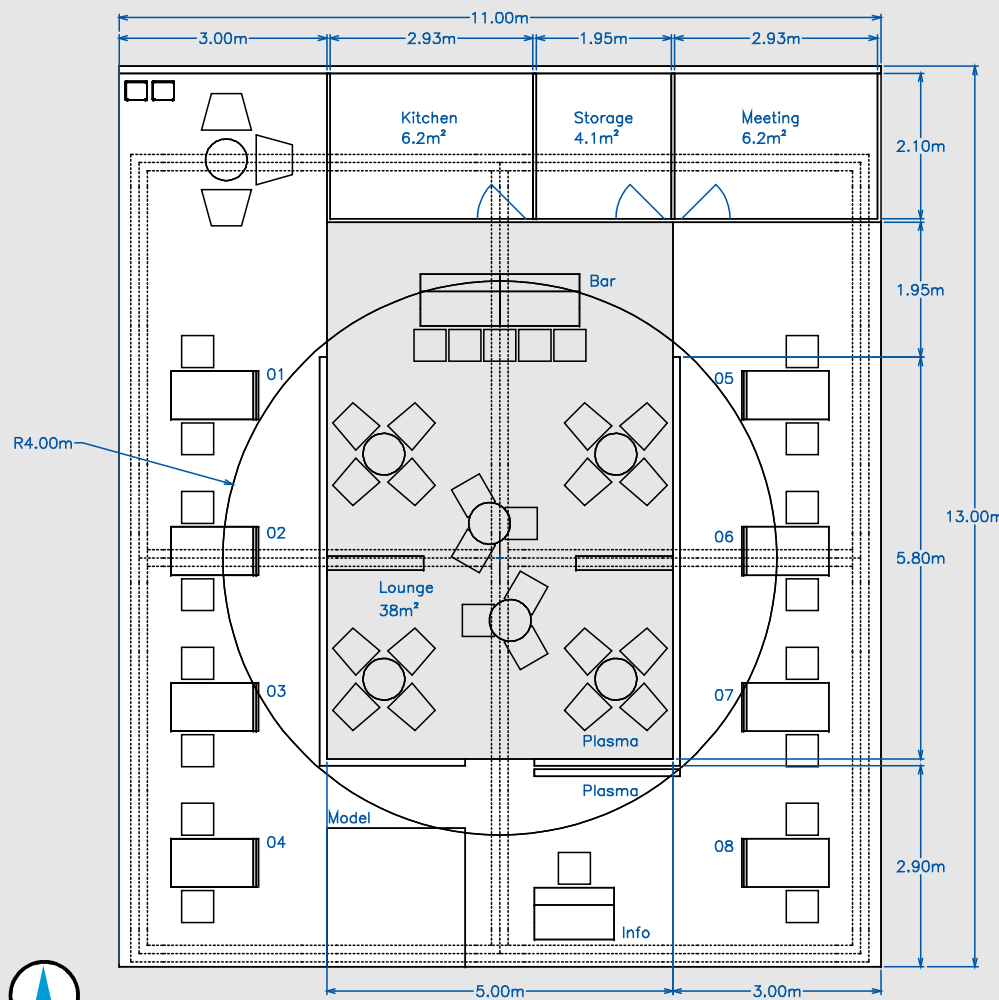 11.00m
3.00m
2.93m
1.95m
2.93m
Kitchen
6.2m²
Storage
4.1m²
Meeting
6.2m²
2.10m
Bar
1.95m
01
05
R4.00m
13.00m
02
06
5.80m
Lounge
38m²
03
07
Plasma
Plasma
Model
04
08
2.90m
Info
5.00m
3.00m